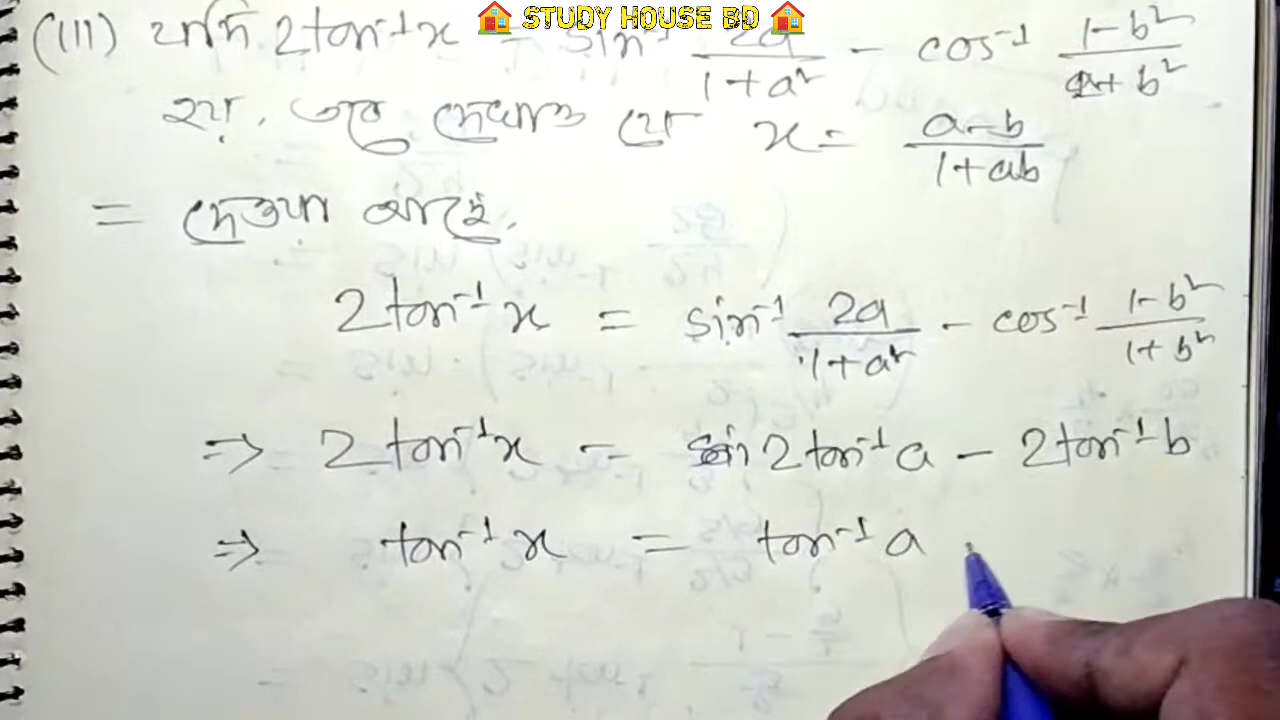 🏠 STUDY HOUSE BD 🏠
(III) যদি 2tan⁻¹x = sin⁻¹ 2a/(1+a²) - cos⁻¹ (1-b²)/(1+b²)
হয়, তবে দেখাও যে x = (a-b)/(1+ab)
= দেওয়া আছে,
2tan⁻¹x = sin⁻¹ 2a/(1+a²) - cos⁻¹ (1-b²)/(1+b²)
⇒ 2tan⁻¹x = 2tan⁻¹a - 2tan⁻¹b
⇒ tan⁻¹x = tan⁻¹a